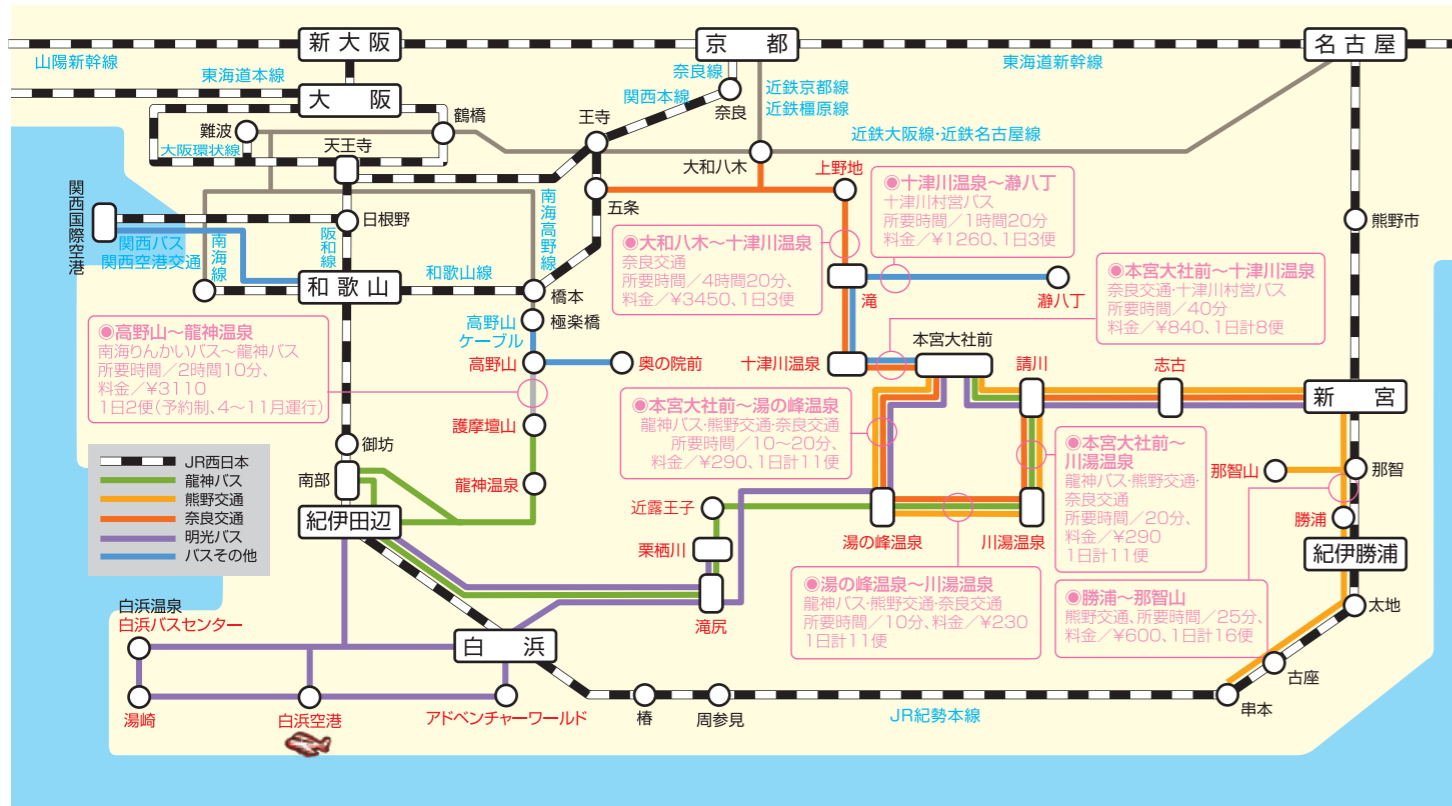 新大阪
京都
名古屋
山陽新幹線
東海道本線
奈良線
東海道新幹線
大阪
関西本線
奈良
近鉄京都線
近鉄橿原線
鶴橋
難波
王寺
近鉄大阪線・近鉄名古屋線
大阪環状線
天王寺
大和八木
上野地
関西国際空港
日根野
南海高野線
五条
熊野市
関西バス
関西空港交通
南海線
阪和線
和歌山線
和歌山
橋本
◉十津川温泉〜瀞八丁
十津川村営バス
所要時間／1時間20分
料金／¥1260、1日3便
◉大和八木〜十津川温泉
奈良交通
所要時間／4時間20分、
料金／¥3450、1日3便
滝
瀞八丁
◉本宮大社前〜十津川温泉
奈良交通・十津川村営バス
所要時間／40分
料金／¥840、1日計8便
◉高野山〜龍神温泉
南海りんかいバス〜龍神バス
所要時間／2時間10分、
料金／¥3110
1日2便(予約制、4〜11月運行)
高野山
ケーブル
極楽橋
高野山
奥の院前
十津川温泉
本宮大社前
請川
志古
新宮
◉本宮大社前〜湯の峰温泉
龍神バス・熊野交通・奈良交通
所要時間／10〜20分、
料金／¥290、1日計11便
護摩壇山
御坊
◉本宮大社前〜
川湯温泉
龍神バス・熊野交通・
奈良交通
所要時間／20分、
料金／¥290
1日計11便
那智山
那智
JR西日本
龍神バス
熊野交通
奈良交通
明光バス
バスその他
南部
龍神温泉
紀伊田辺
近露王子
勝浦
栗栖川
湯の峰温泉
川湯温泉
紀伊勝浦
◉湯の峰温泉〜川湯温泉
龍神バス・熊野交通・奈良交通
所要時間／10分、料金／¥230
1日計11便
◉勝浦〜那智山
熊野交通、所要時間／25分、
料金／¥600、1日計16便
太地
白浜温泉
白浜バスセンター
滝尻
白浜
古座
湯崎
白浜空港
アドベンチャーワールド
椿
周参見
JR紀勢本線
串本